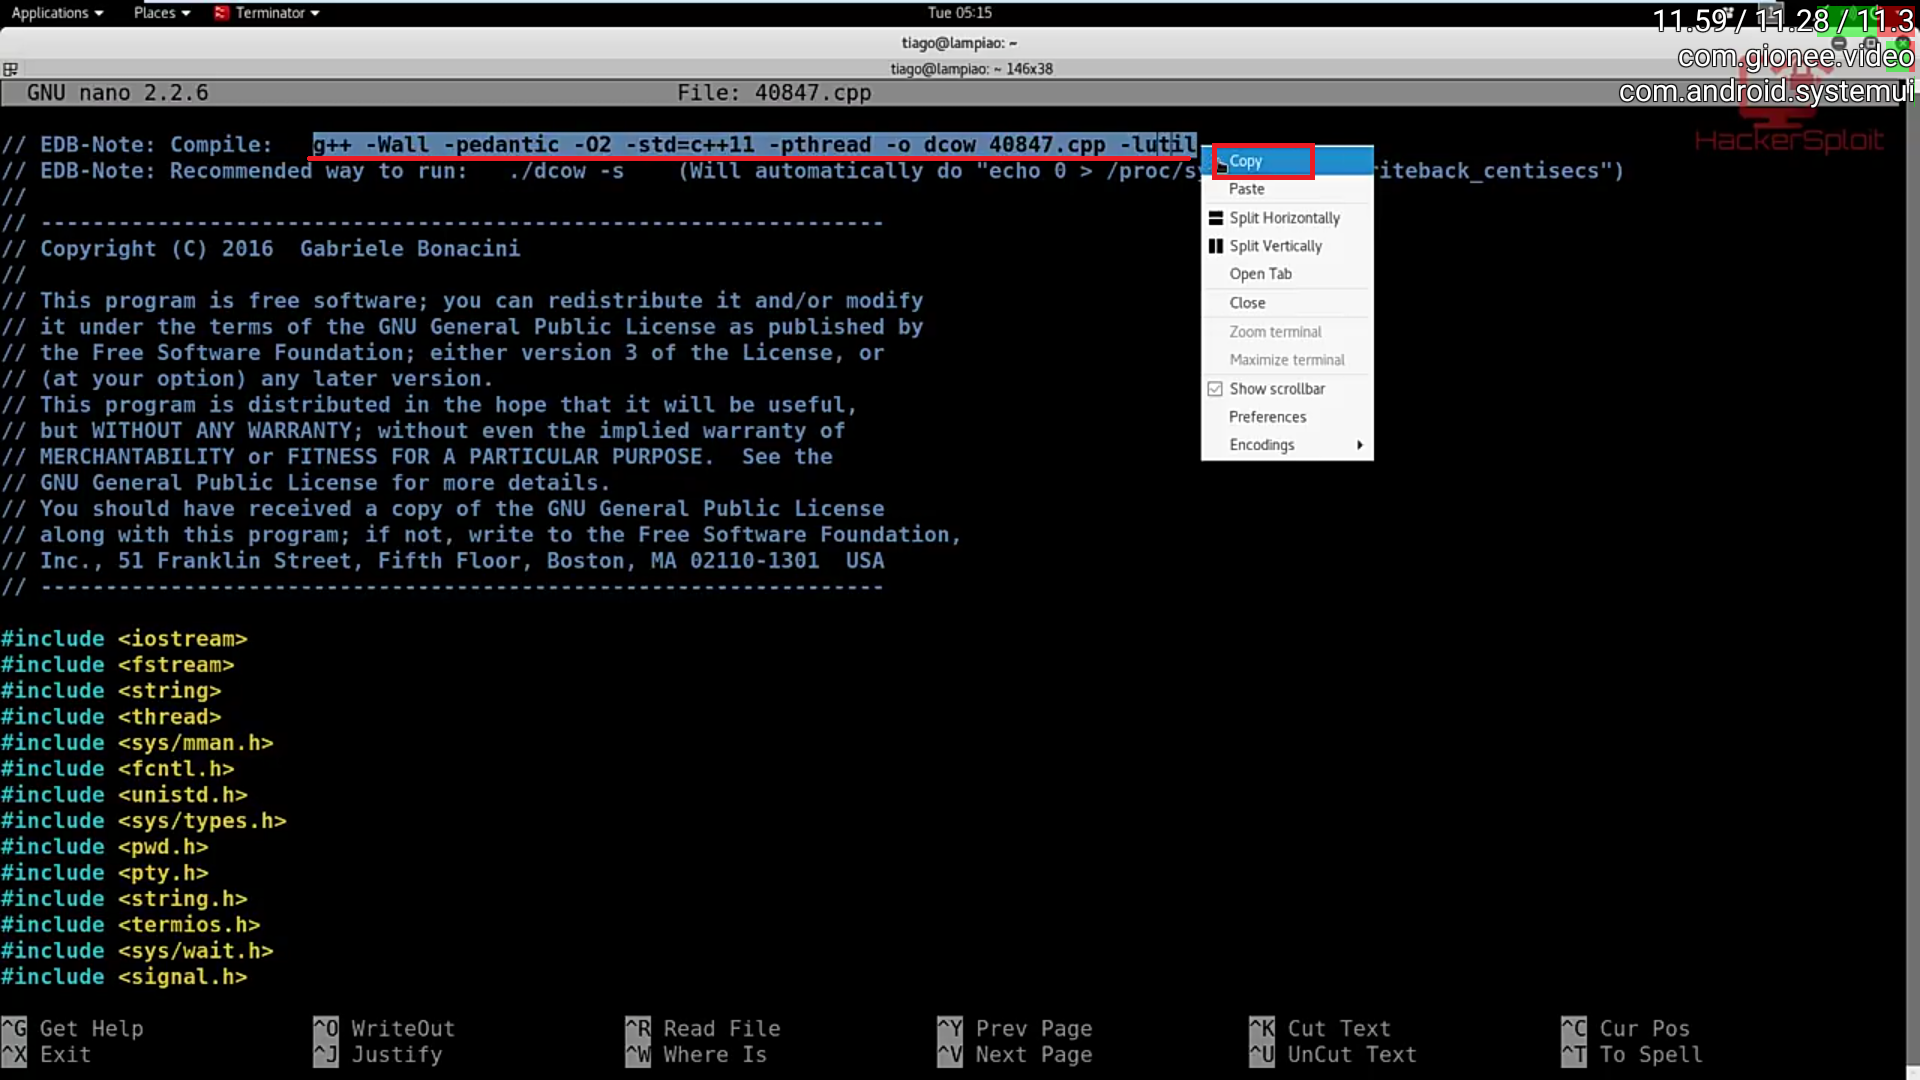 Applications Places Terminator Tue 05:15
11.59 / 11.28 / 11.3
tiago@lampiao: ~
com.gionee.video
tiago@lampiao: ~ 146x38
com.android.systemui
GNU nano 2.2.6 File: 40847.cpp
HackerSploit
// EDB-Note: Compile: g++ -Wall -pedantic -O2 -std=c++11 -pthread -o dcow 40847.cpp -lutil
// EDB-Note: Recommended way to run: ./dcow -s (Will automatically do "echo 0 > /proc/sy riteback_centisecs")
//
// -----------------------------------------------------------------
// Copyright (C) 2016 Gabriele Bonacini
//
// This program is free software; you can redistribute it and/or modify
// it under the terms of the GNU General Public License as published by
// the Free Software Foundation; either version 3 of the License, or
// (at your option) any later version.
// This program is distributed in the hope that it will be useful,
// but WITHOUT ANY WARRANTY; without even the implied warranty of
// MERCHANTABILITY or FITNESS FOR A PARTICULAR PURPOSE. See the
// GNU General Public License for more details.
// You should have received a copy of the GNU General Public License
// along with this program; if not, write to the Free Software Foundation,
// Inc., 51 Franklin Street, Fifth Floor, Boston, MA 02110-1301 USA
// -----------------------------------------------------------------
Copy
Paste
Split Horizontally
Split Vertically
Open Tab
Close
Zoom terminal
Maximize terminal
Show scrollbar
Preferences
Encodings
#include <iostream>
#include <fstream>
#include <string>
#include <thread>
#include <sys/mman.h>
#include <fcntl.h>
#include <unistd.h>
#include <sys/types.h>
#include <pwd.h>
#include <pty.h>
#include <string.h>
#include <termios.h>
#include <sys/wait.h>
#include <signal.h>
^G Get Help ^O WriteOut ^R Read File ^Y Prev Page ^K Cut Text ^C Cur Pos
^X Exit ^J Justify ^W Where Is ^V Next Page ^U UnCut Text ^T To Spell